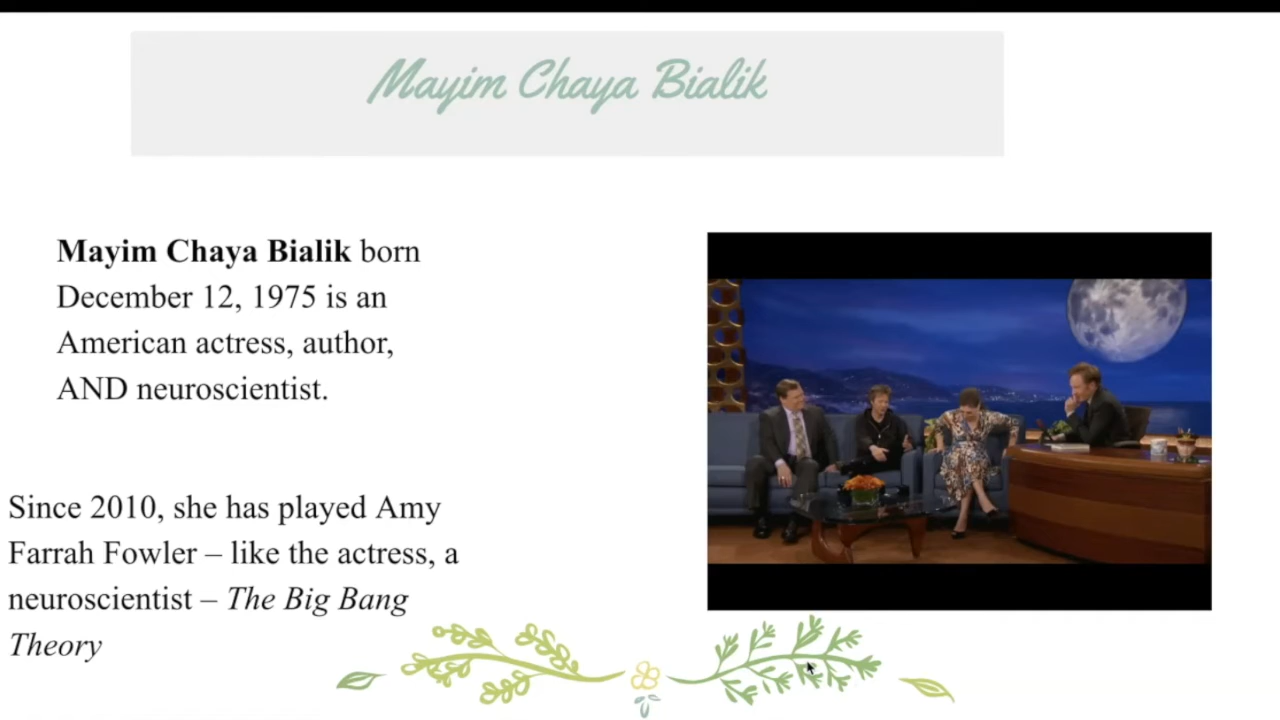 Mayim Chaya Bialik
Mayim Chaya Bialik born
December 12, 1975 is an
American actress, author,
AND neuroscientist.
Since 2010, she has played Amy
Farrah Fowler – like the actress, a
neuroscientist – The Big Bang
Theory